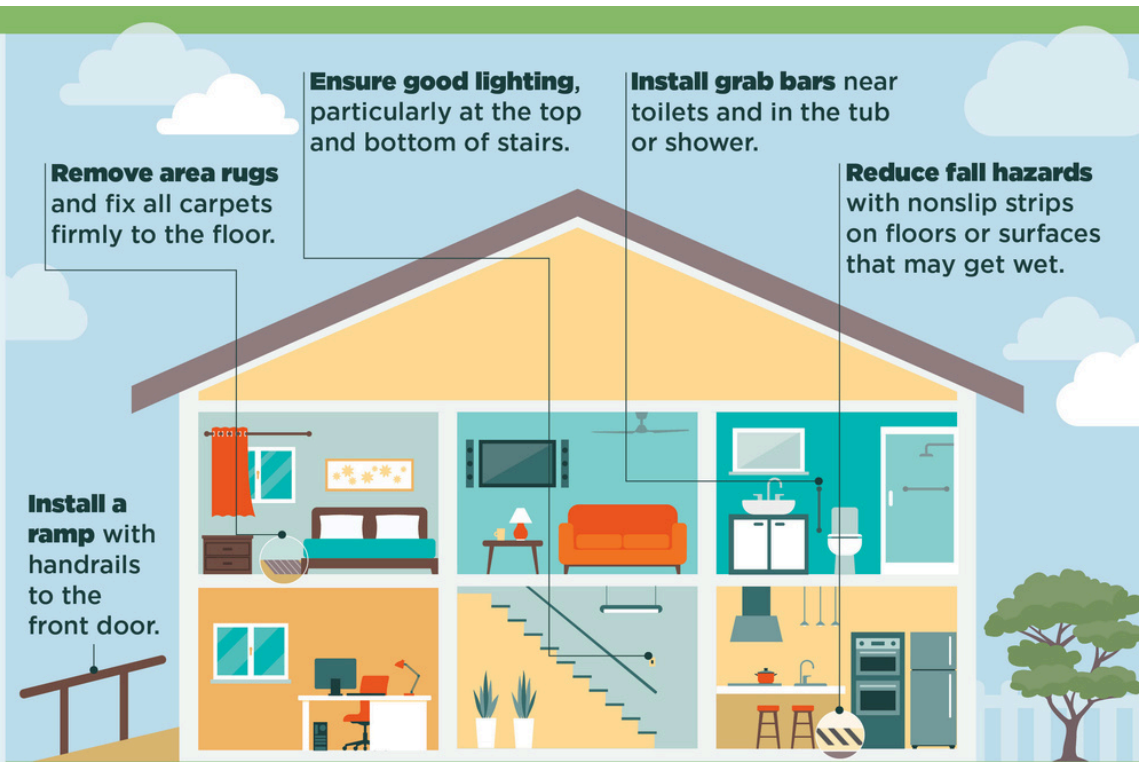 Ensure good lighting,
particularly at the top
and bottom of stairs.
Install grab bars near
toilets and in the tub
or shower.
Remove area rugs
and fix all carpets
firmly to the floor.
Reduce fall hazards
with nonslip strips
on floors or surfaces
that may get wet.
Install a
ramp with
handrails
to the
front door.